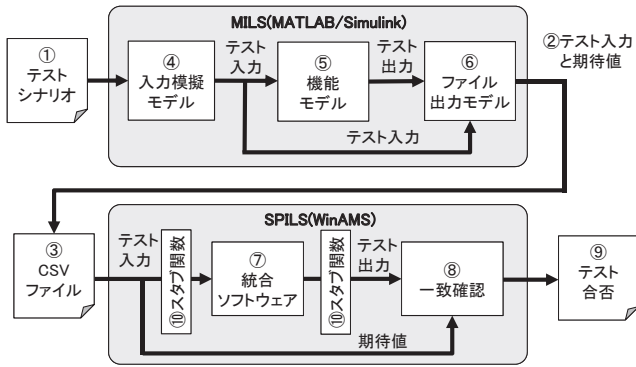 MILS(MATLAB/Simulink)
①
テスト
シナリオ
④
入力模擬
モデル
テスト
入力
⑤
機能
モデル
テスト
出力
⑥
ファイル
出力モデル
②テスト入力
と期待値
テスト入力
SPILS(WinAMS)
③
CSV
ファイル
テスト
入力
⑩スタブ関数
⑦
統合
ソフトウェア
⑩スタブ関数
テスト
出力
⑧
一致確認
⑨
テスト
合否
期待値